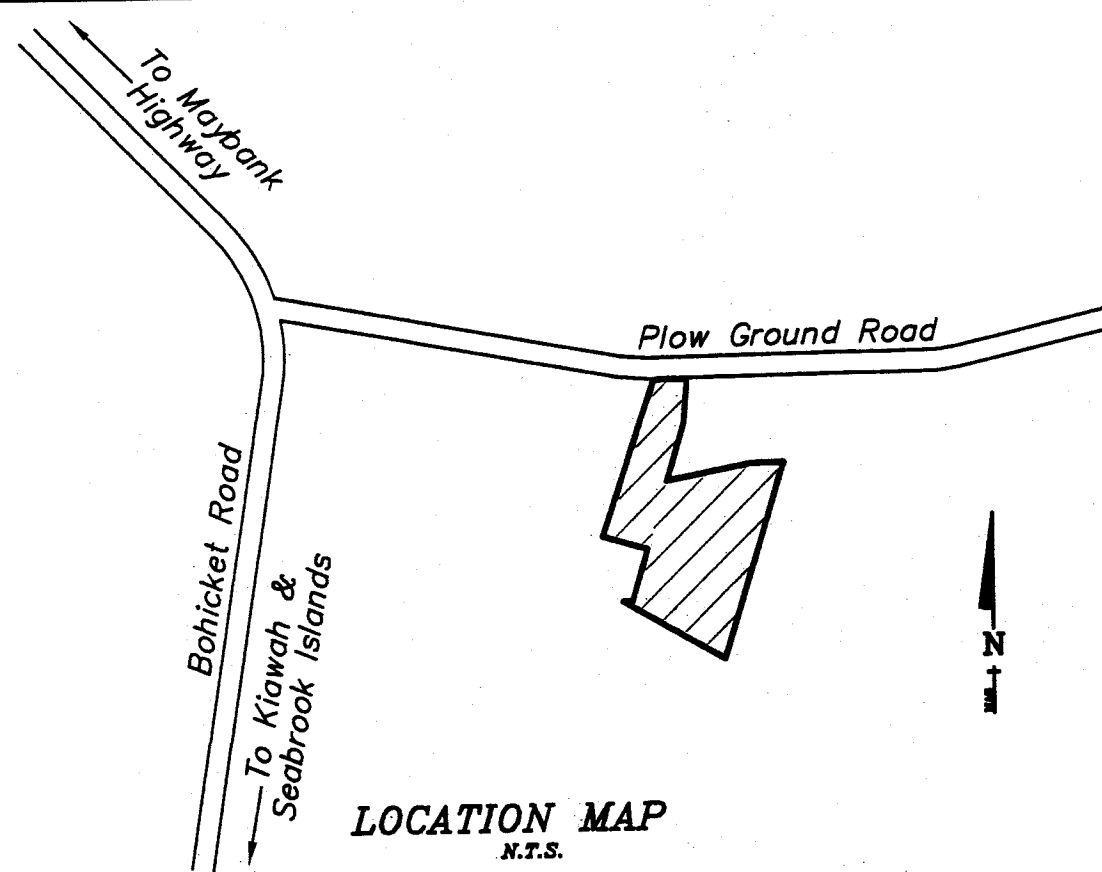 To Maybank
Highway
Plow Ground Road
Bohicket Road
To Kiawah &
Seabrook Islands
N
LOCATION MAP
N.T.S.